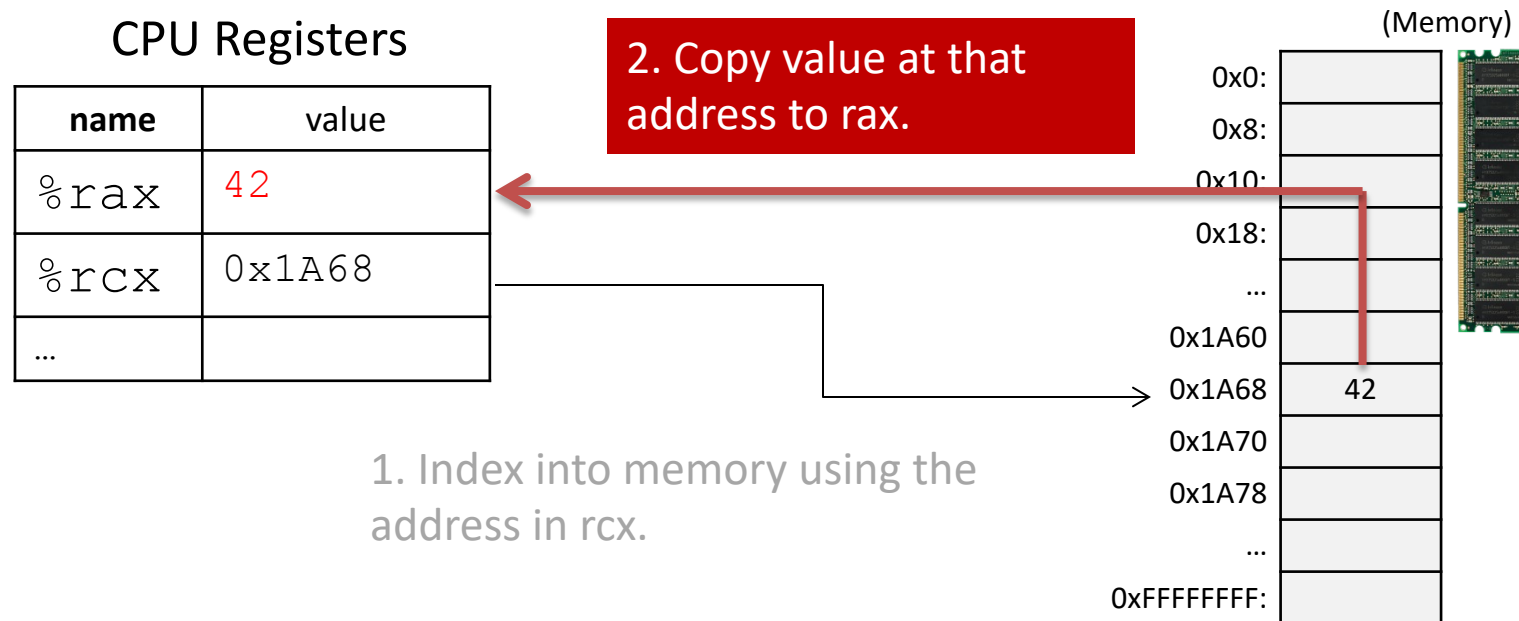 CPU Registers
name value
%rax 42
%rcx 0x1A68
…
2. Copy value at that
address to rax.
1. Index into memory using the
address in rcx.
(Memory)
0x0:
0x8:
0x10:
0x18:
…
0x1A60
0x1A68 42
0x1A70
0x1A78
…
0xFFFFFFFF: